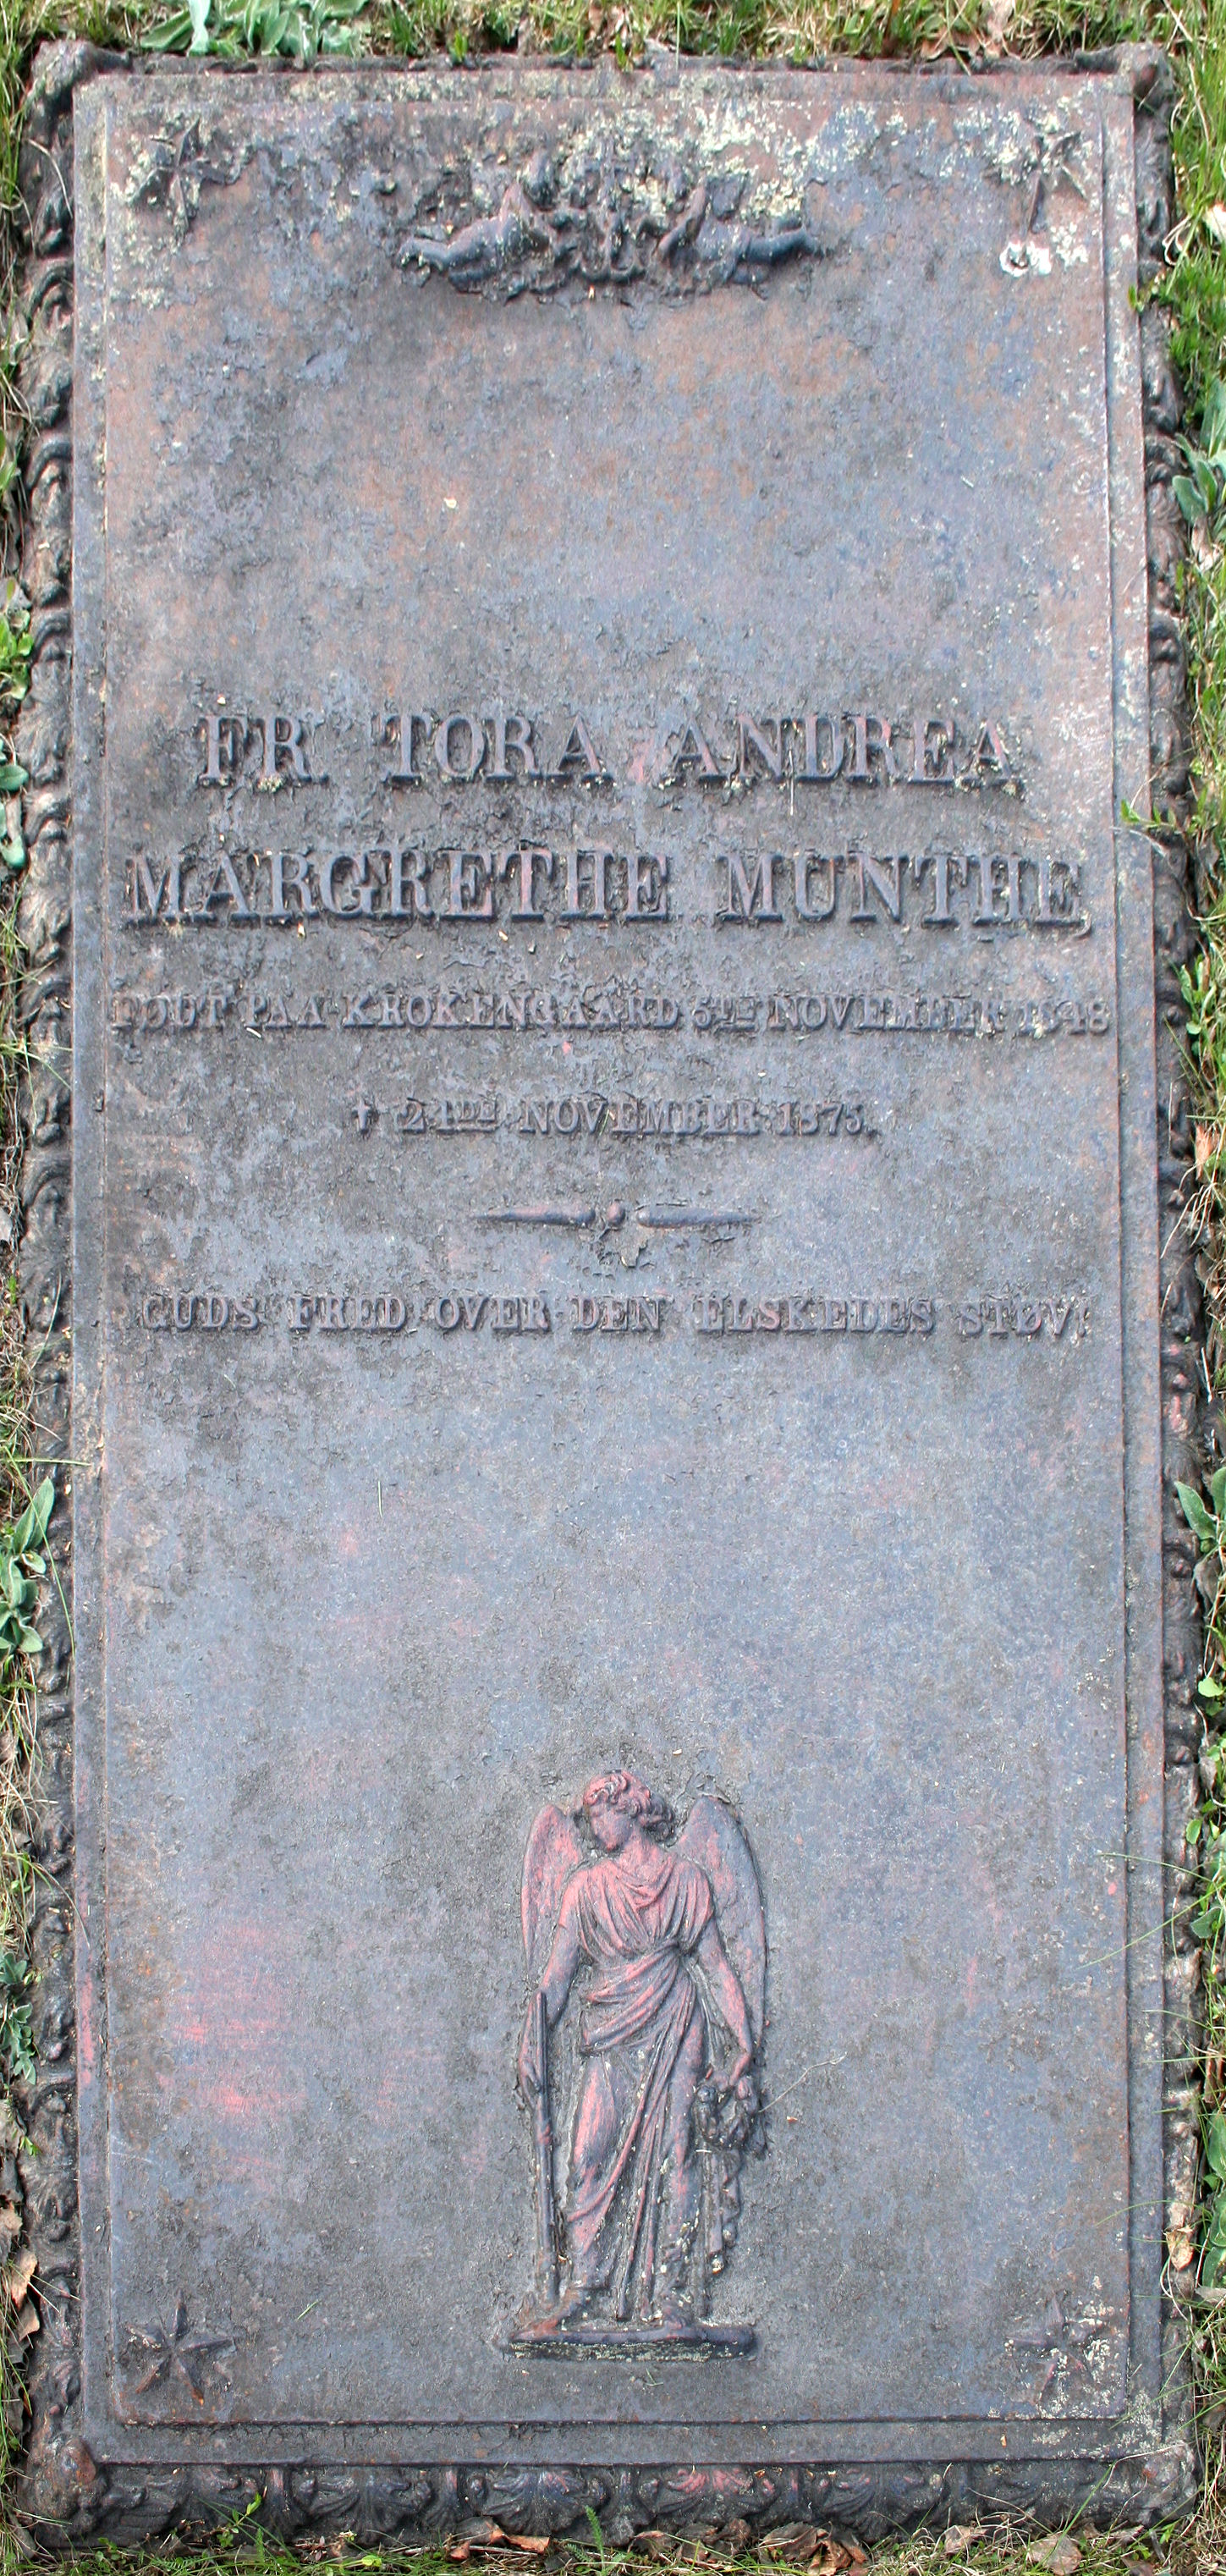 FR TORA ANDREA
MARGRETHE MUNTHE,
FØDT PAA KROKENGAARD 5TE NOVEMBER 1848
† 24DE NOVEMBER 1875.
GUDS FRED OVER DEN ELSKEDES STØV!